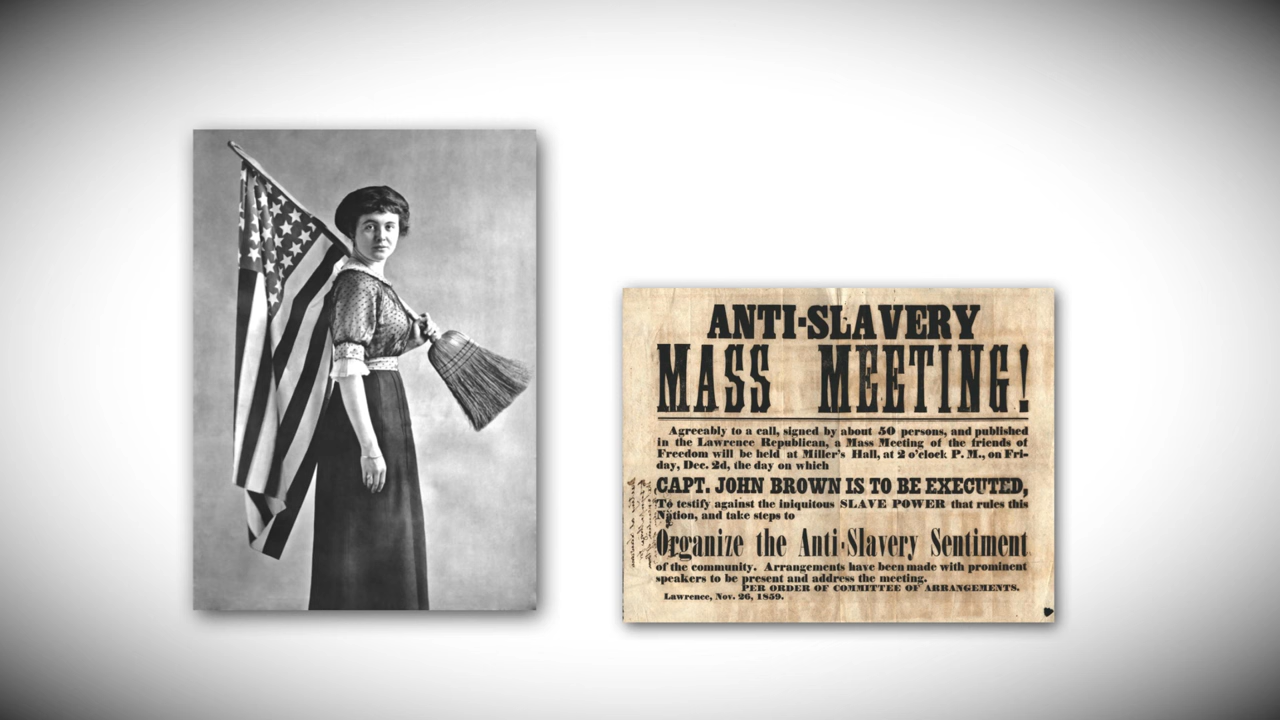 ANTI-SLAVERY
MASS MEETING!
Agreeably to a call, signed by about 50 persons, and published
in the Lawrence Republican, a Mass Meeting of the friends of
Freedom will be held at Miller's Hall, at 2 o'clock P. M., on Fri-
day, Dec. 2d, the day on which
CAPT. JOHN BROWN IS TO BE EXECUTED,
To testify against the iniquitous SLAVE POWER that rules this
Nation, and take steps to
Organize the Anti-Slavery Sentiment
of the community. Arrangements have been made with prominent
speakers to be present and address the meeting.
PER ORDER OF COMMITTEE OF ARRANGEMENTS.
Lawrence, Nov. 26, 1859.